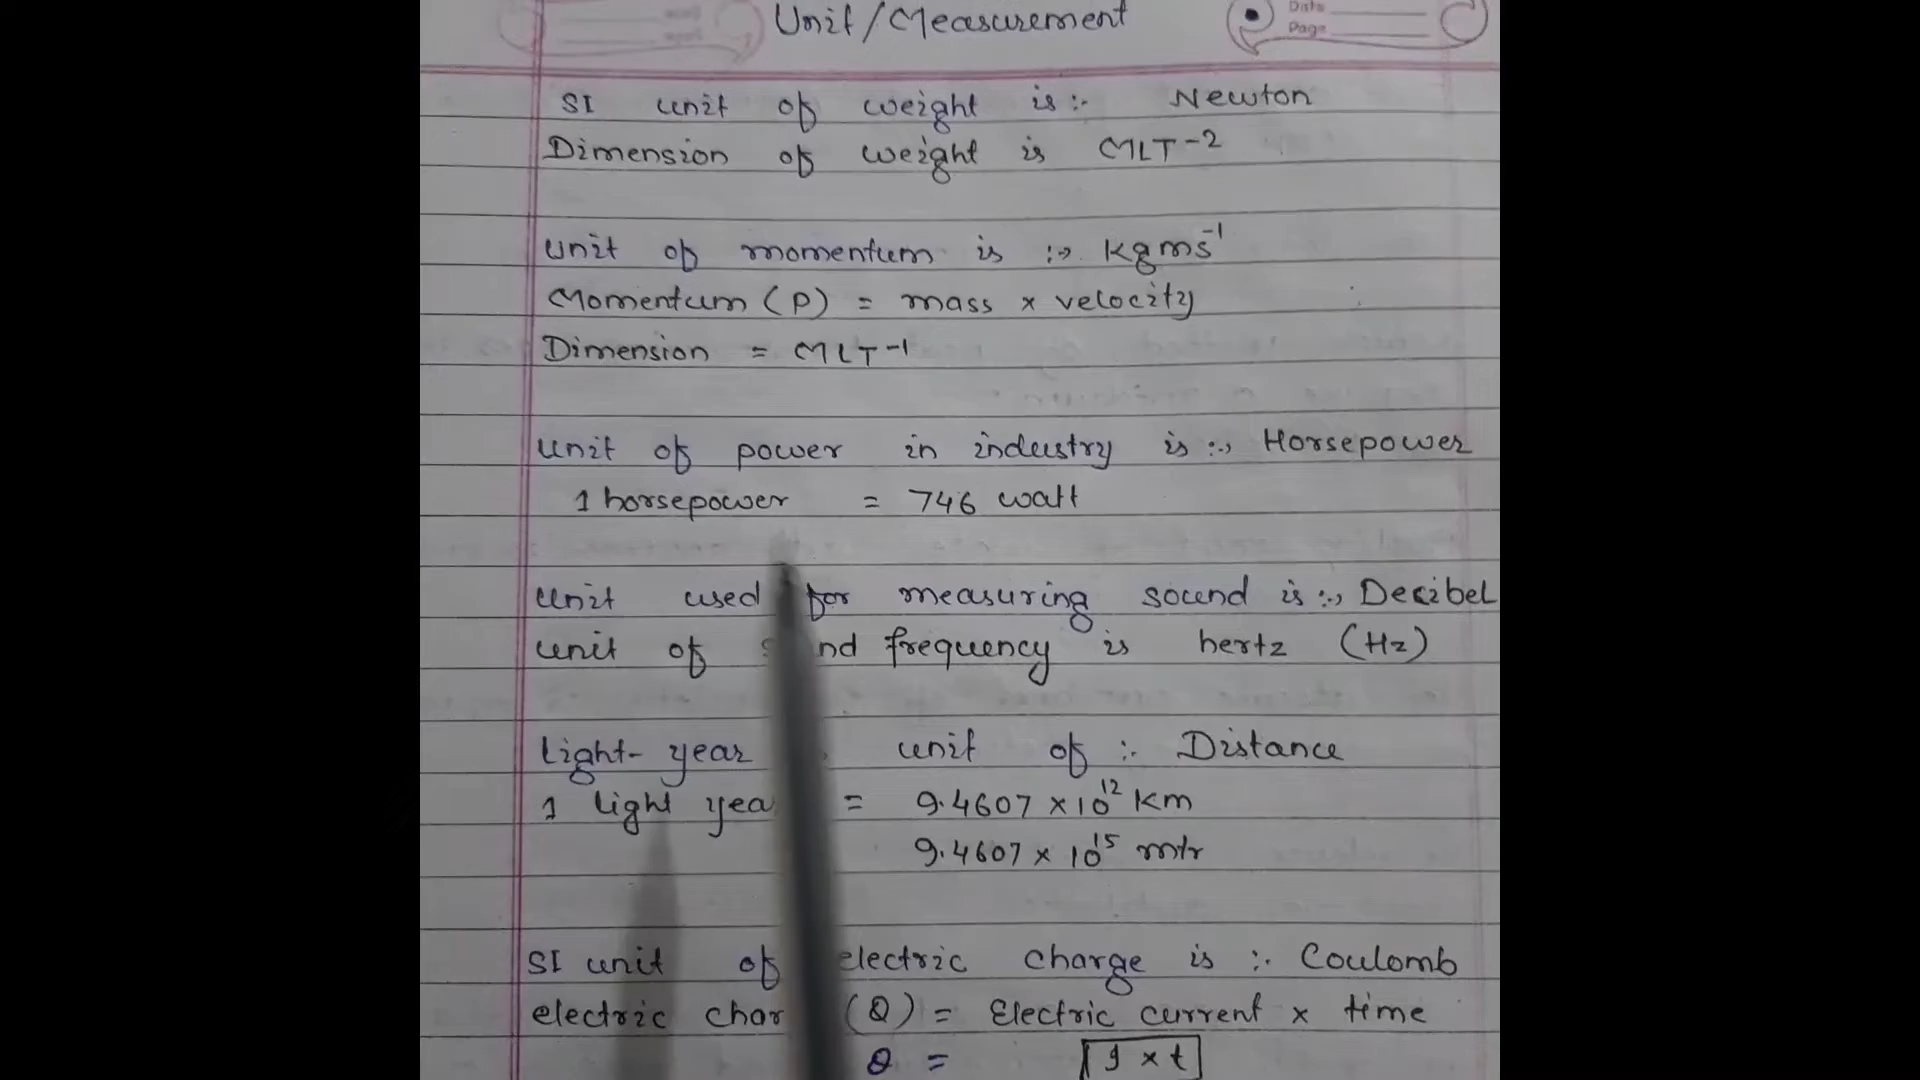 Unit/Measurement
Date
Page
SI unit of weight is :- Newton
Dimension of weight is MLT-2
Unit of momentum is :→ Kgms⁻¹
Momentum (P) = mass × velocity
Dimension = MLT-1
Unit of power in industry is :→ Horsepower
1 horsepower = 746 watt
Unit used for measuring sound is :→ Decibel
unit of nd frequency is hertz (Hz)
Light-year unit of :- Distance
1 light yea = 9.4607 × 10¹² Km
9.4607 × 10¹⁵ mtr
SI unit of electric charge is :- Coulomb
electric char (Q) = Electric current × time
Q = I × t